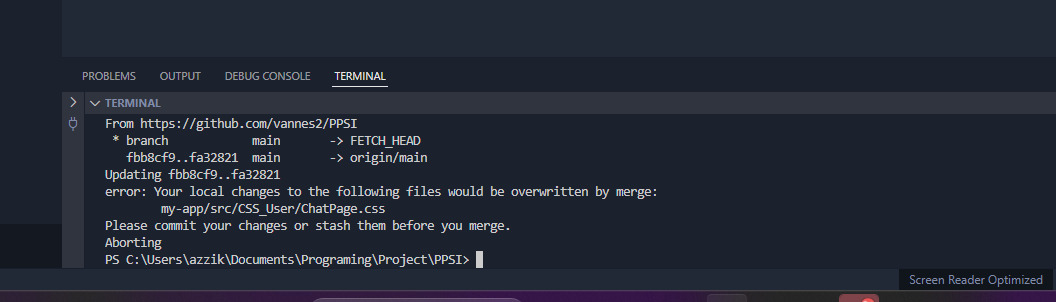 PROBLEMS OUTPUT DEBUG CONSOLE TERMINAL
TERMINAL
From https://github.com/vannes2/PPSI
* branch main -> FETCH_HEAD
fbb8cf9..fa32821 main -> origin/main
Updating fbb8cf9..fa32821
error: Your local changes to the following files would be overwritten by merge:
my-app/src/CSS_User/ChatPage.css
Please commit your changes or stash them before you merge.
Aborting
PS C:\Users\azzik\Documents\Programing\Project\PPSI>
Screen Reader Optimized